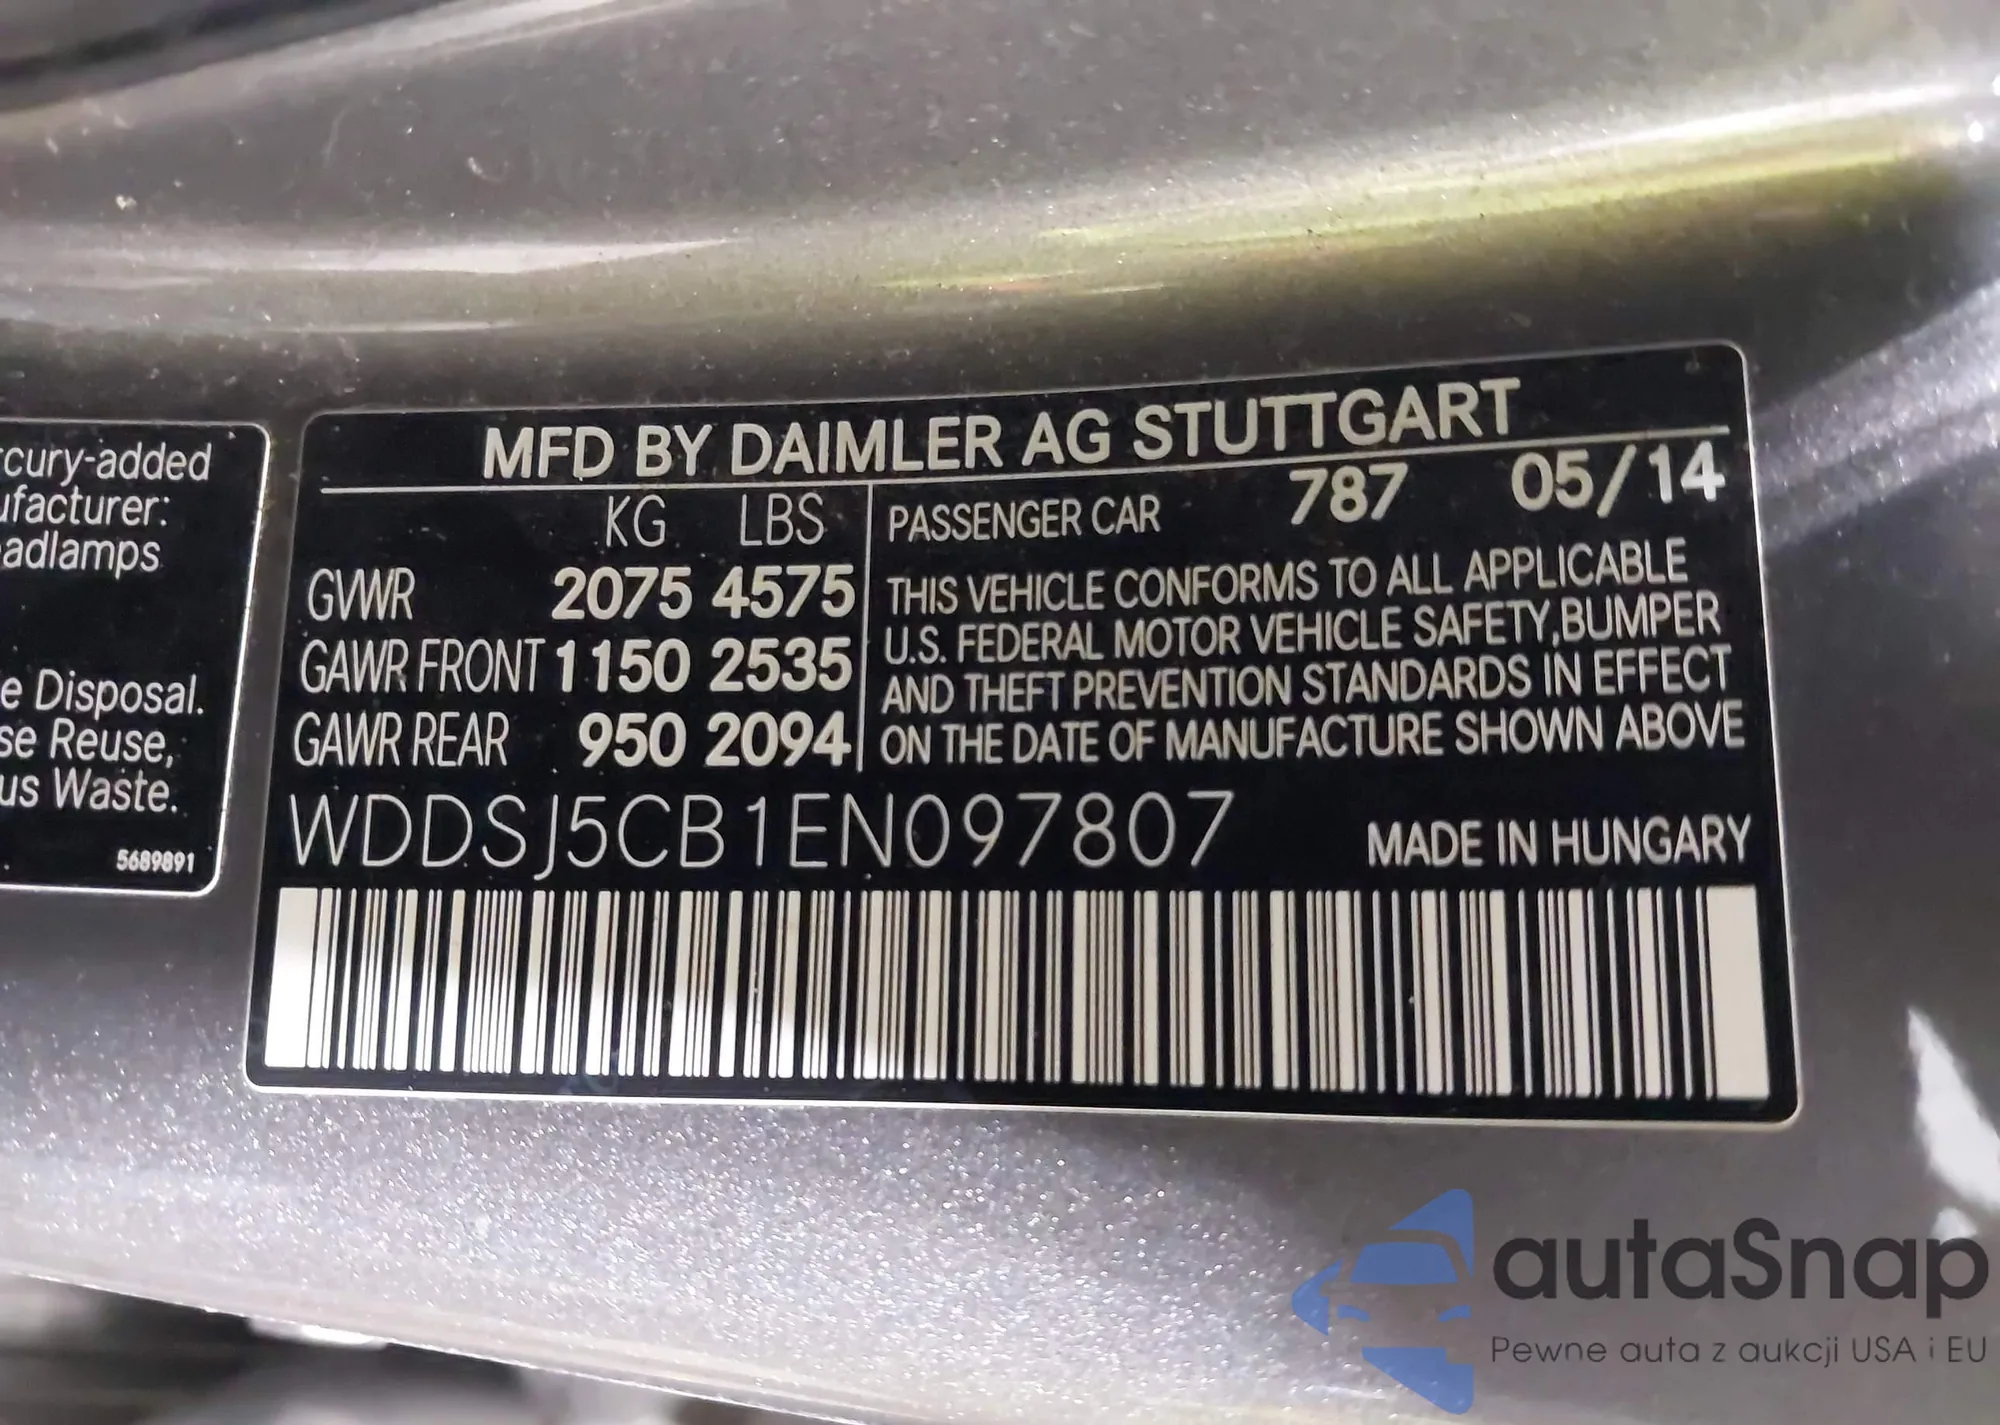 rcury-added
ufacturer:
eadlamps
e Disposal.
se Reuse,
us Waste.
5689891
MFD BY DAIMLER AG STUTTGART
KG LBS
GVWR 2075 4575
GAWR FRONT 1150 2535
GAWR REAR 950 2094
PASSENGER CAR 787 05/14
THIS VEHICLE CONFORMS TO ALL APPLICABLE
U.S. FEDERAL MOTOR VEHICLE SAFETY,BUMPER
AND THEFT PREVENTION STANDARDS IN EFFECT
ON THE DATE OF MANUFACTURE SHOWN ABOVE
WDDSJ5CB1EN097807 MADE IN HUNGARY
autaSnap
Pewne auta z aukcji USA i EU